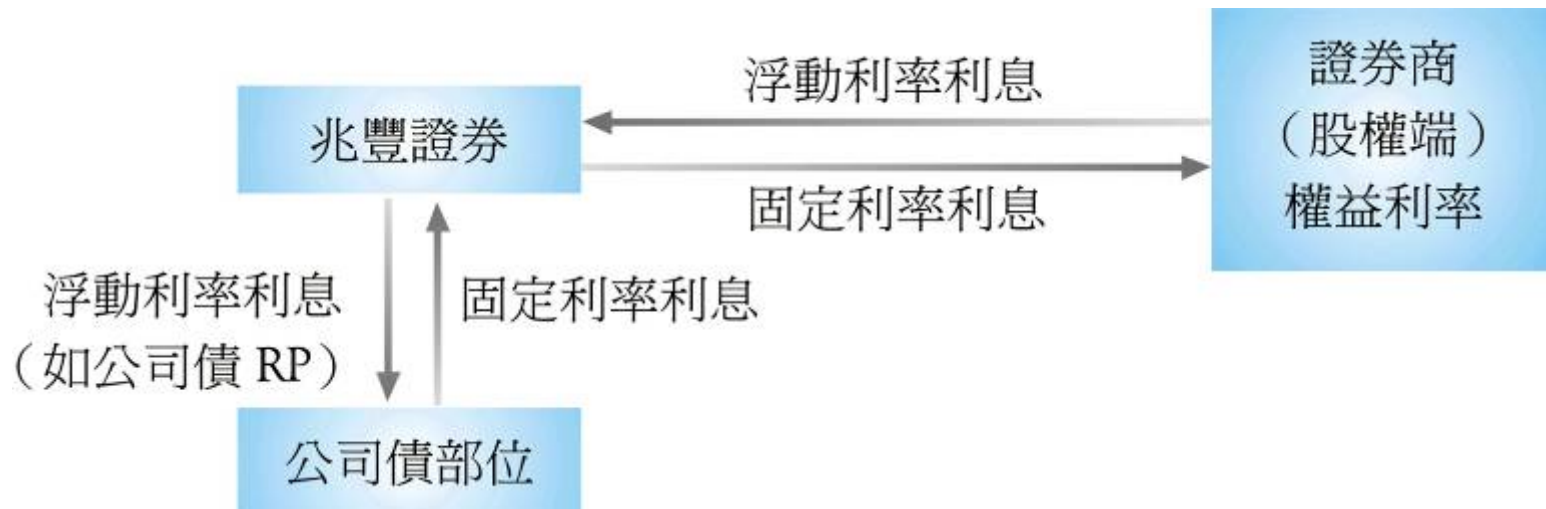 浮動利率利息
兆豐證券
固定利率利息
證券商
（股權端）
權益利率
浮動利率利息
（如公司債 RP）
固定利率利息
公司債部位